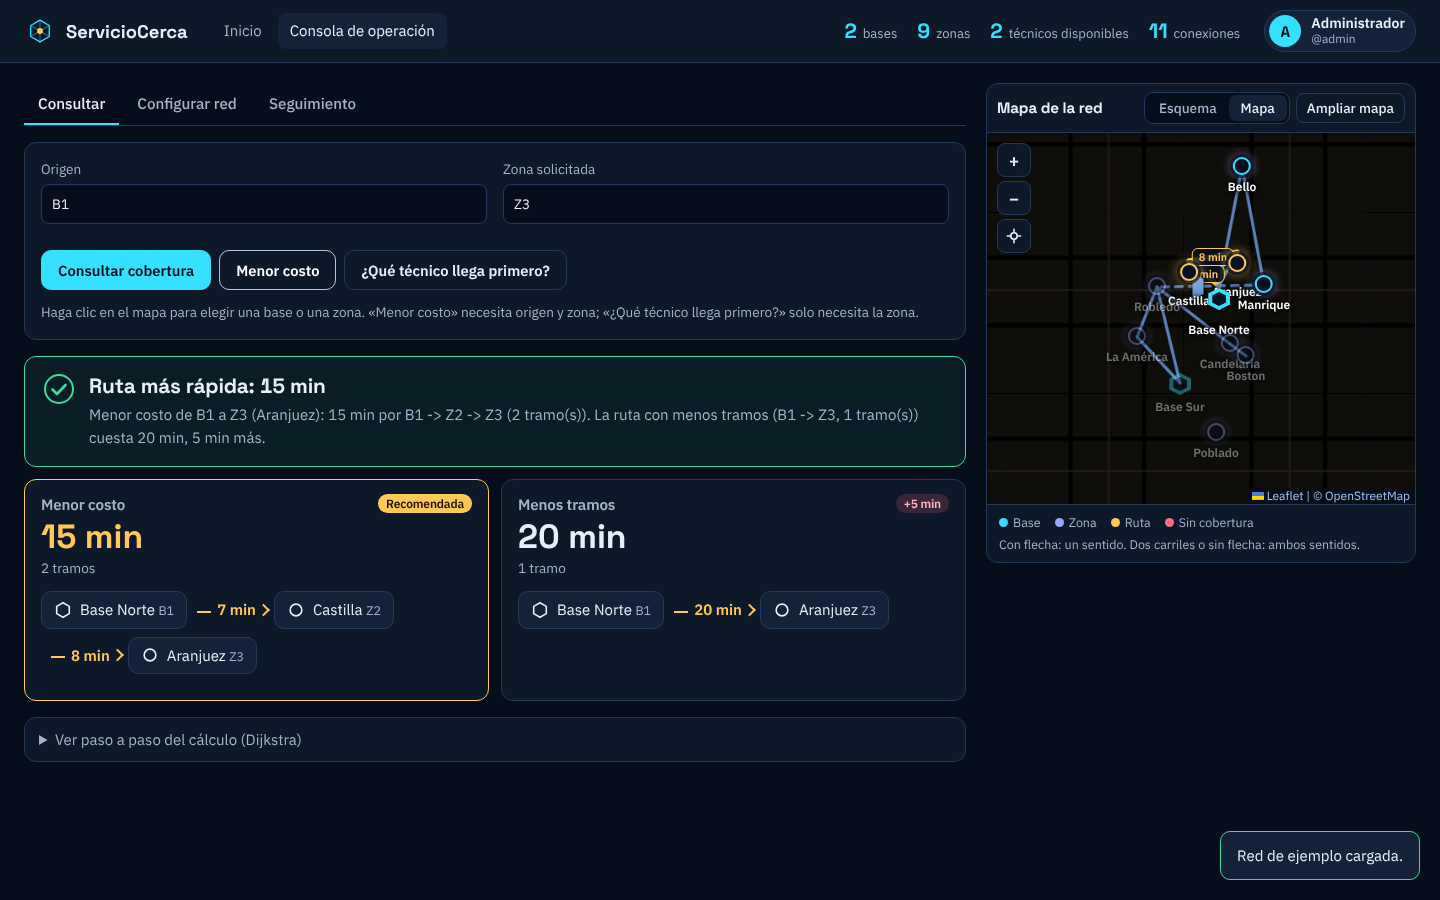 ServicioCerca
Inicio
Consola de operación
2 bases
9 zonas
2 técnicos disponibles
11 conexiones
A
Administrador
@admin
Consultar
Configurar red
Seguimiento
Origen
B1
Zona solicitada
Z3
Consultar cobertura
Menor costo
¿Qué técnico llega primero?
Haga clic en el mapa para elegir una base o una zona. «Menor costo» necesita origen y zona; «¿Qué técnico llega primero?» solo necesita la zona.
Ruta más rápida: 15 min
Menor costo de B1 a Z3 (Aranjuez): 15 min por B1 -> Z2 -> Z3 (2 tramo(s)). La ruta con menos tramos (B1 -> Z3, 1 tramo(s))
cuesta 20 min, 5 min más.
Menor costo
Recomendada
15 min
2 tramos
Base Norte B1
7 min
Castilla Z2
8 min
Aranjuez Z3
Menos tramos
+5 min
20 min
1 tramo
Base Norte B1
20 min
Aranjuez Z3
Ver paso a paso del cálculo (Dijkstra)
Mapa de la red
Esquema
Mapa
Ampliar mapa
+
−
Bello
8 min
min
Robledo
Castilla
Manrique
Base Norte
La América
Candelaria
Boston
Base Sur
Poblado
Leaflet | © OpenStreetMap
Base
Zona
Ruta
Sin cobertura
Con flecha: un sentido. Dos carriles o sin flecha: ambos sentidos.
Red de ejemplo cargada.